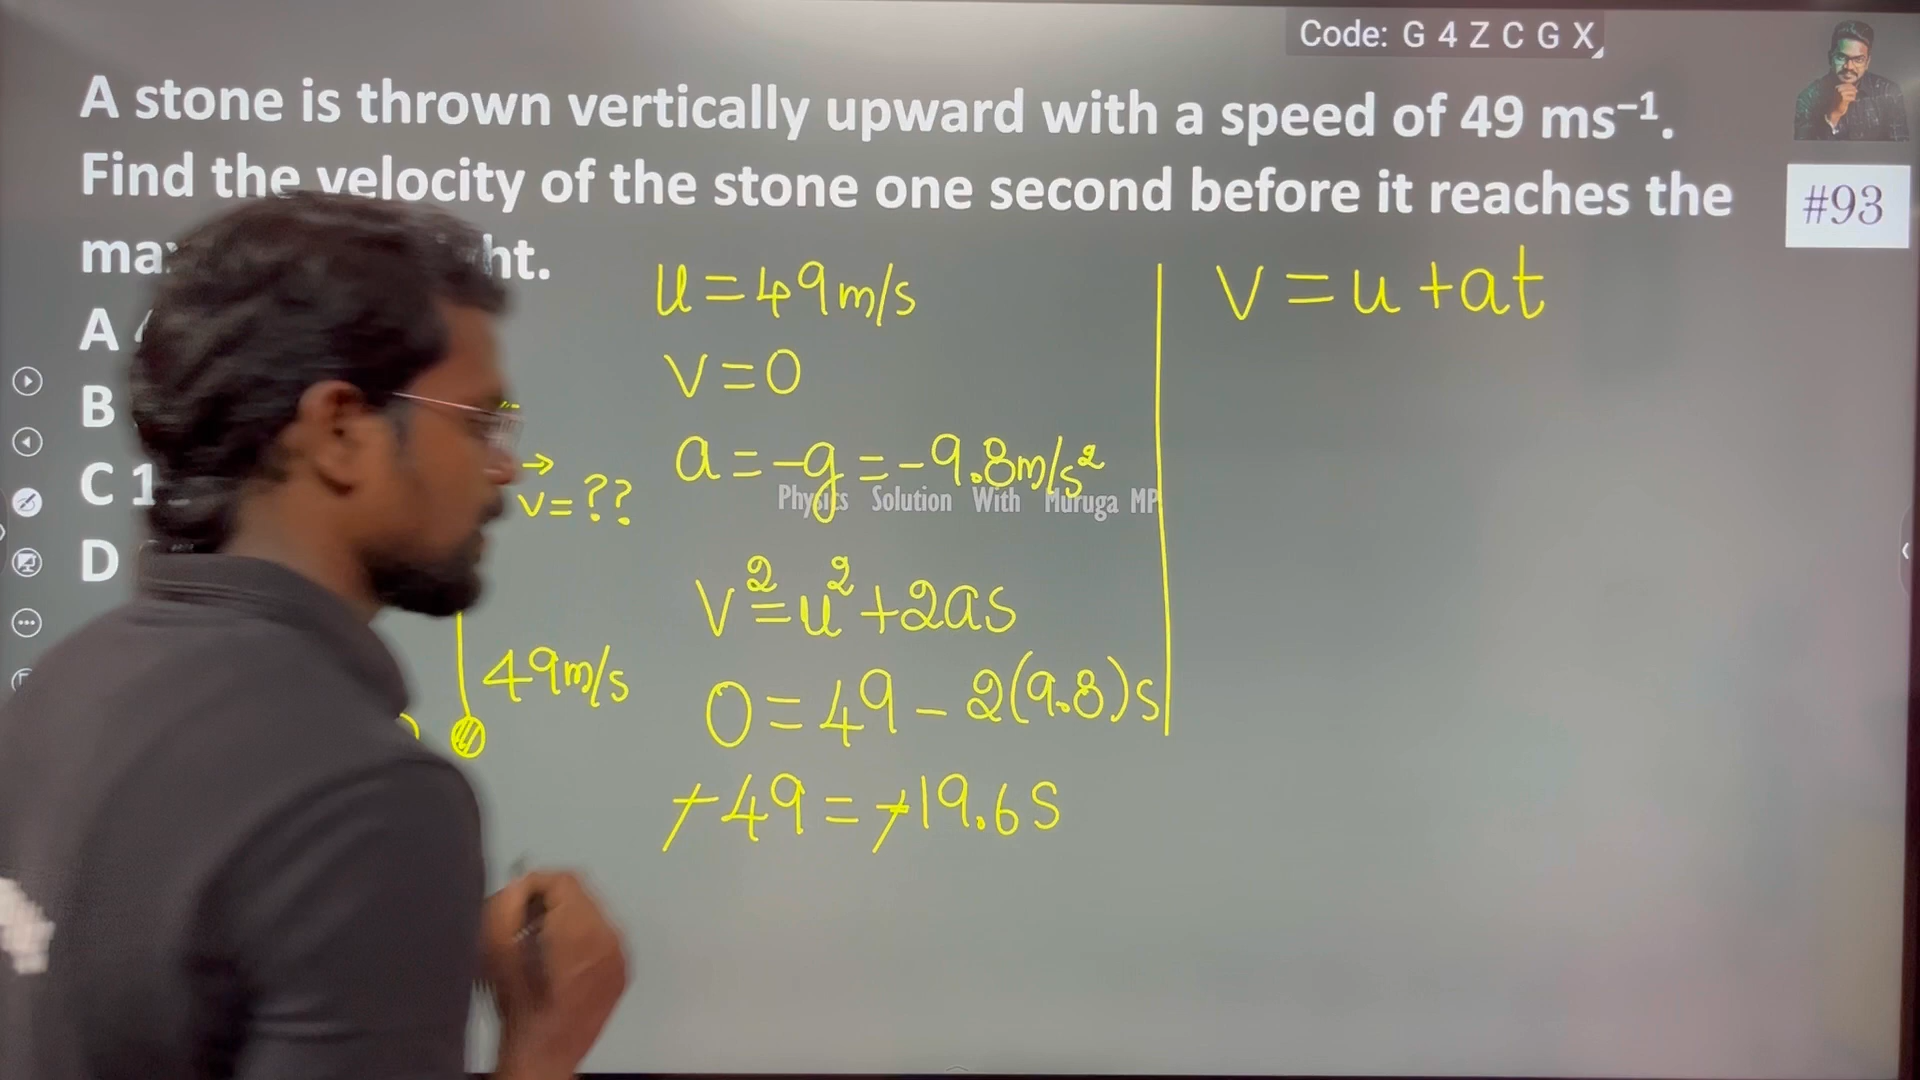 Code: G 4 Z C G X
A stone is thrown vertically upward with a speed of 49 ms⁻¹.
Find the velocity of the stone one second before it reaches the
#93
A
B
C 1
D
u = 49m/s
v = 0
a = -g = -9.8m/s²
v = ??
Physics Solution With Muruga MP
v² = u² + 2as
0 = 49 - 2(9.8)s
-49 = -19.6s
49m/s
v = u + at